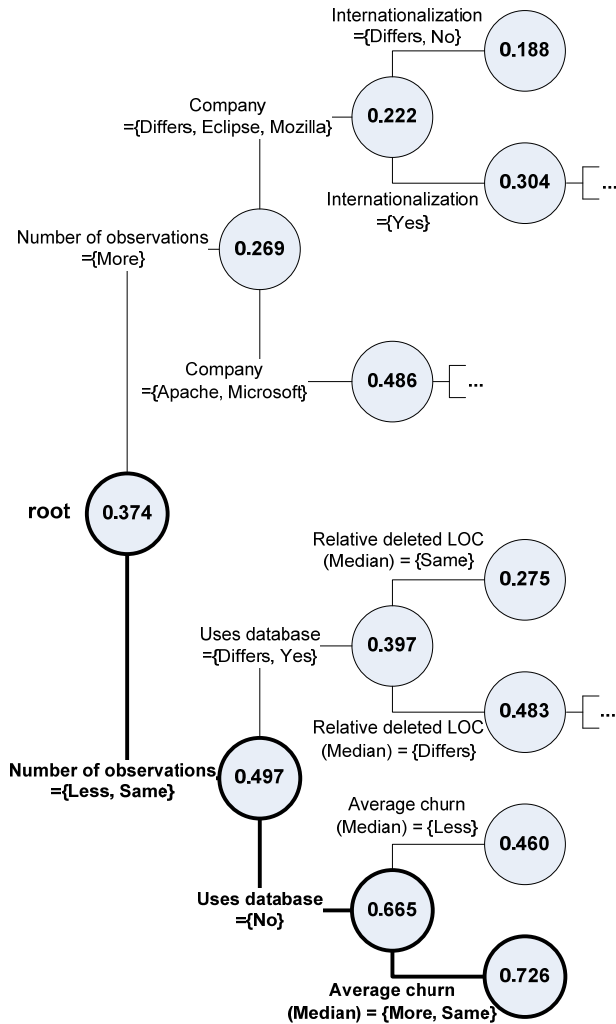 Internationalization
={Differs, No}
0.188
Company
={Differs, Eclipse, Mozilla}
0.222
Internationalization
={Yes}
0.304
...
Number of observations
={More}
0.269
Company
={Apache, Microsoft}
0.486
...
root
0.374
Relative deleted LOC
(Median) = {Same}
0.275
Uses database
={Differs, Yes}
0.397
Relative deleted LOC
(Median) = {Differs}
0.483
...
Number of observations
={Less, Same}
0.497
Average churn
(Median) = {Less}
0.460
Uses database
={No}
0.665
Average churn
(Median) = {More, Same}
0.726